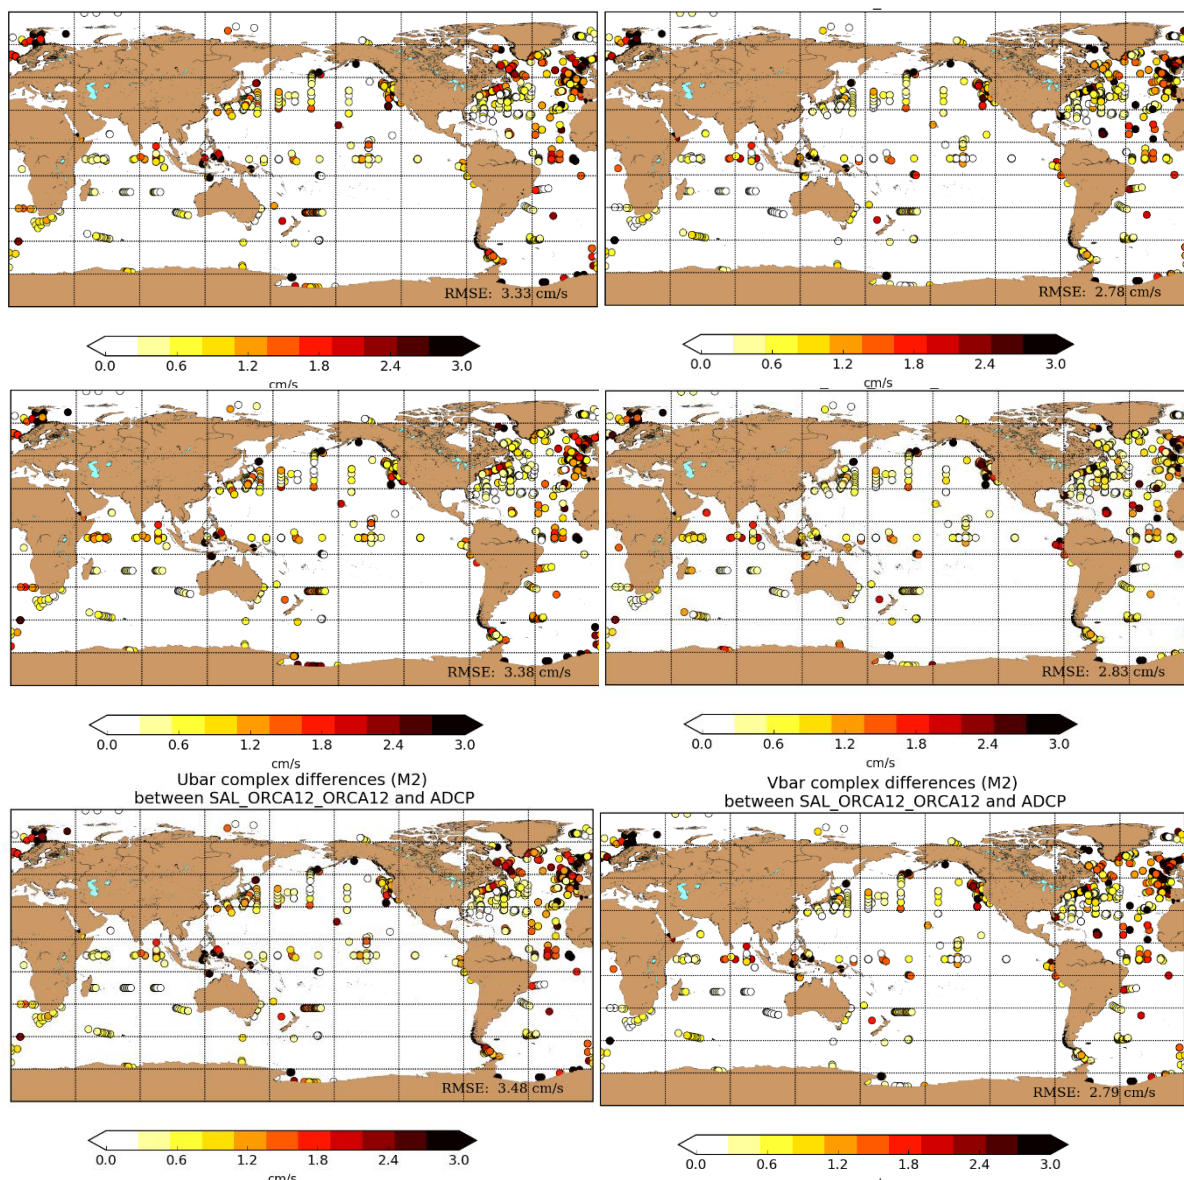 RMSE: 3.33 cm/s
RMSE: 2.78 cm/s
0.0 0.6 1.2 1.8 2.4 3.0
cm/s
0.0 0.6 1.2 1.8 2.4 3.0
cm/s
RMSE: 3.38 cm/s
RMSE: 2.83 cm/s
0.0 0.6 1.2 1.8 2.4 3.0
cm/s
0.0 0.6 1.2 1.8 2.4 3.0
cm/s
Ubar complex differences (M2)
between SAL_ORCA12_ORCA12 and ADCP
Vbar complex differences (M2)
between SAL_ORCA12_ORCA12 and ADCP
RMSE: 3.48 cm/s
RMSE: 2.79 cm/s
0.0 0.6 1.2 1.8 2.4 3.0
cm/s
0.0 0.6 1.2 1.8 2.4 3.0